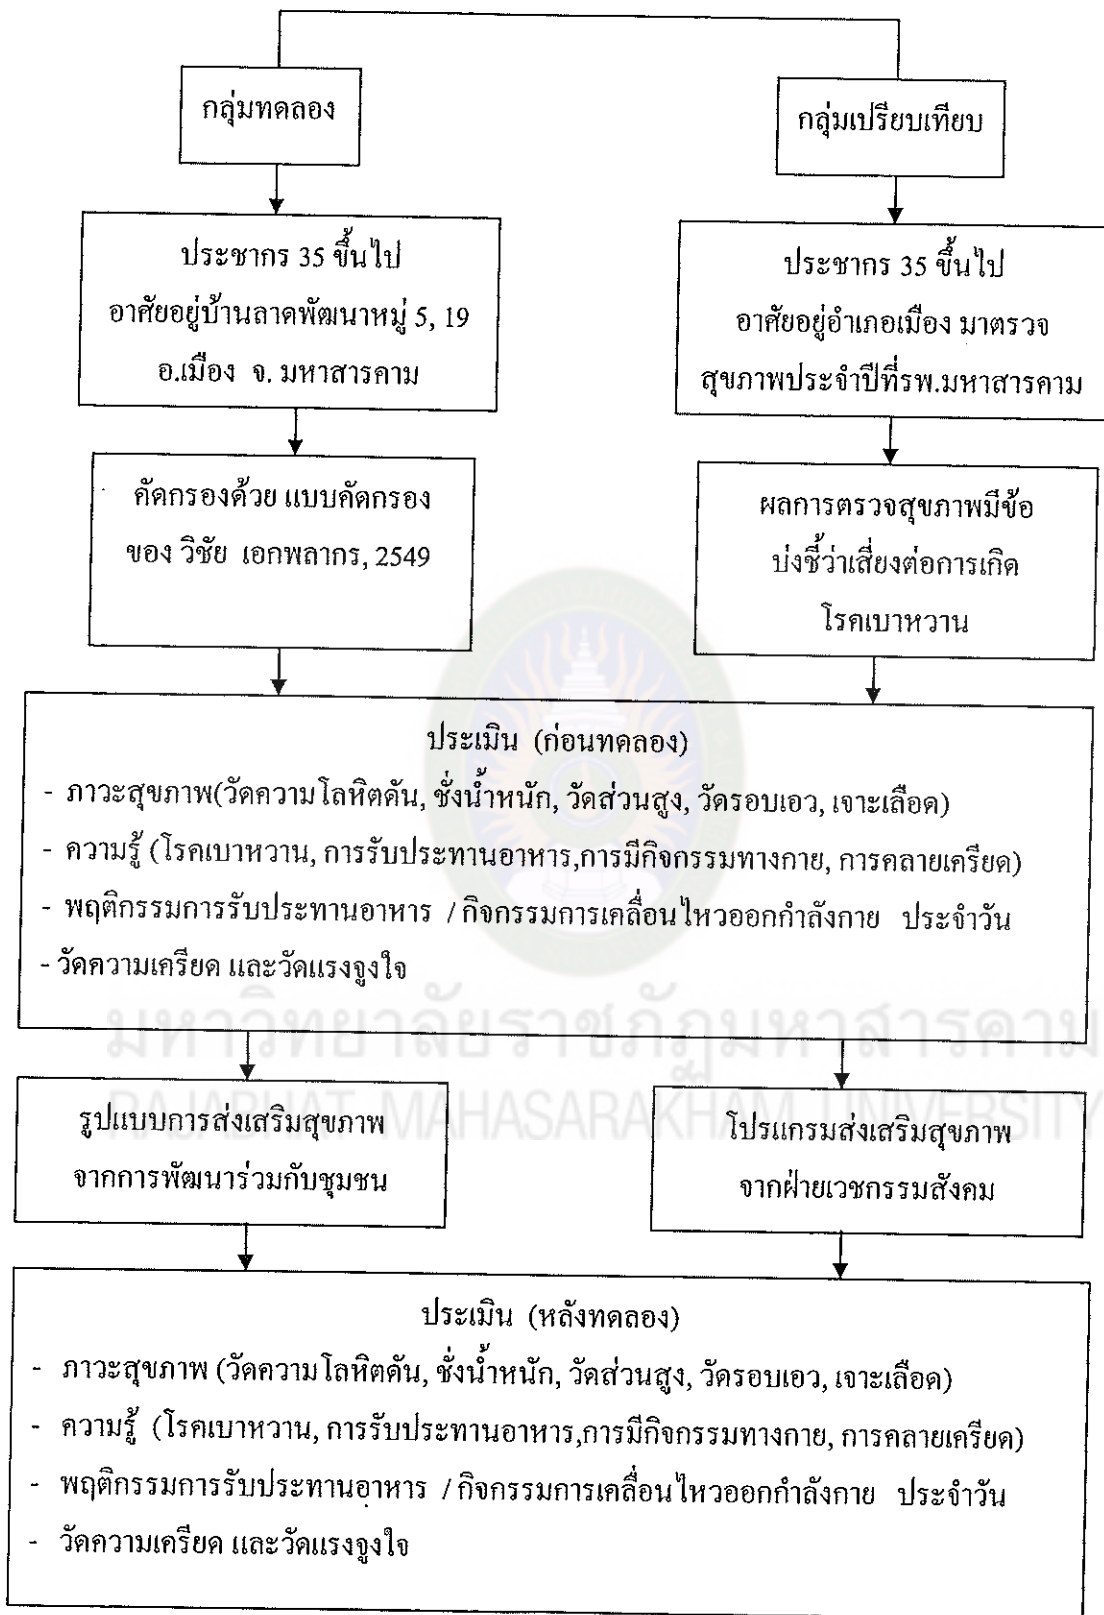 กลุ่มทดลอง
กลุ่มเปรียบเทียบ
ประชากร 35 ขึ้นไป
อาศัยอยู่บ้านลาดพัฒนาหมู่ 5, 19
อ.เมือง จ. มหาสารคาม
ประชากร 35 ขึ้นไป
อาศัยอยู่อำเภอเมือง มาตรวจ
สุขภาพประจำปีที่รพ.มหาสารคาม
คัดกรองด้วย แบบคัดกรอง
ของ วิชัย เอกพลากร, 2549
ผลการตรวจสุขภาพมีข้อ
บ่งชี้ว่าเสี่ยงต่อการเกิด
โรคเบาหวาน
ประเมิน (ก่อนทดลอง)
- ภาวะสุขภาพ(วัดความโลหิตดัน, ชั่งน้ำหนัก, วัดส่วนสูง, วัดรอบเอว, เจาะเลือด)
- ความรู้ (โรคเบาหวาน, การรับประทานอาหาร,การมีกิจกรรมทางกาย, การคลายเครียด)
- พฤติกรรมการรับประทานอาหาร / กิจกรรมการเคลื่อนไหวออกกำลังกาย ประจำวัน
- วัดความเครียด และวัดแรงจูงใจ
มหาวิทยาลัยราชภัฏมหาสารคาม
RAJABHAT MAHASARAKHAM UNIVERSITY
รูปแบบการส่งเสริมสุขภาพ
จากการพัฒนาร่วมกับชุมชน
โปรแกรมส่งเสริมสุขภาพ
จากฝ่ายเวชกรรมสังคม
ประเมิน (หลังทดลอง)
- ภาวะสุขภาพ (วัดความโลหิตดัน, ชั่งน้ำหนัก, วัดส่วนสูง, วัดรอบเอว, เจาะเลือด)
- ความรู้ (โรคเบาหวาน, การรับประทานอาหาร,การมีกิจกรรมทางกาย, การคลายเครียด)
- พฤติกรรมการรับประทานอาหาร / กิจกรรมการเคลื่อนไหวออกกำลังกาย ประจำวัน
- วัดความเครียด และวัดแรงจูงใจ